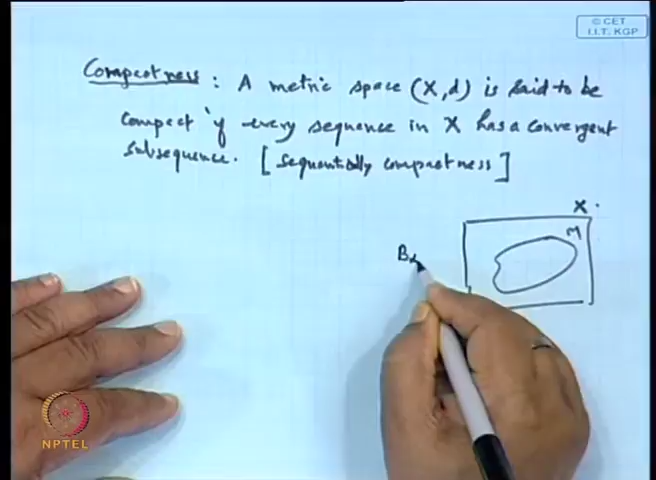 © CET
I.I.T. KGP
Compactness : A metric space (X,d) is said to be
compact if every sequence in X has a convergent
subsequence. [Sequentially compactness]
X
M
Bα
NPTEL